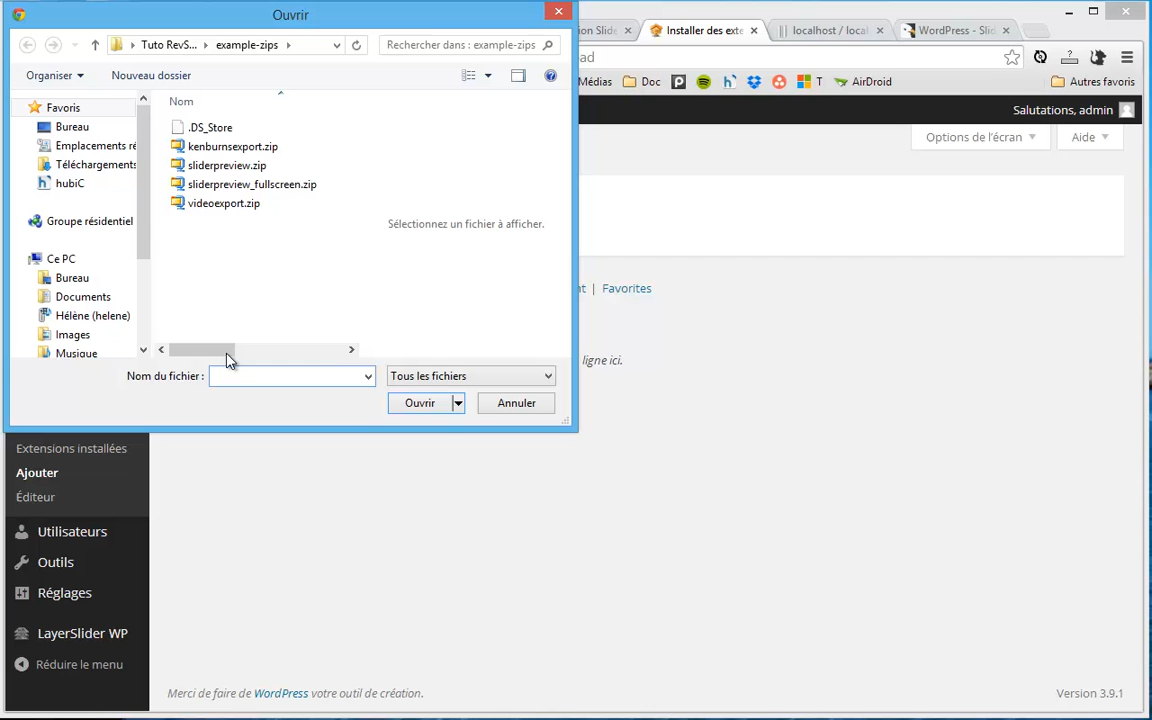 Ouvrir
ion Slide
Installer des exte
localhost / local
WordPress - Slid
Tuto RevS...
example-zips
Rechercher dans : example-zips
ad
Organiser
Nouveau dossier
Médias
Doc
T
AirDroid
Autres favoris
Salutations, admin
Options de l'écran
Aide
Favoris
Bureau
Emplacements ré
Téléchargements
hubiC
Groupe résidentiel
Ce PC
Bureau
Documents
Hélène (helene)
Images
Musique
Nom
.DS_Store
kenburnsexport.zip
sliderpreview.zip
sliderpreview_fullscreen.zip
videoexport.zip
Sélectionnez un fichier à afficher.
nt | Favorites
ligne ici.
Nom du fichier :
Tous les fichiers
Ouvrir
Annuler
Extensions installées
Ajouter
Éditeur
Utilisateurs
Outils
Réglages
LayerSlider WP
Réduire le menu
Merci de faire de WordPress votre outil de création.
Version 3.9.1